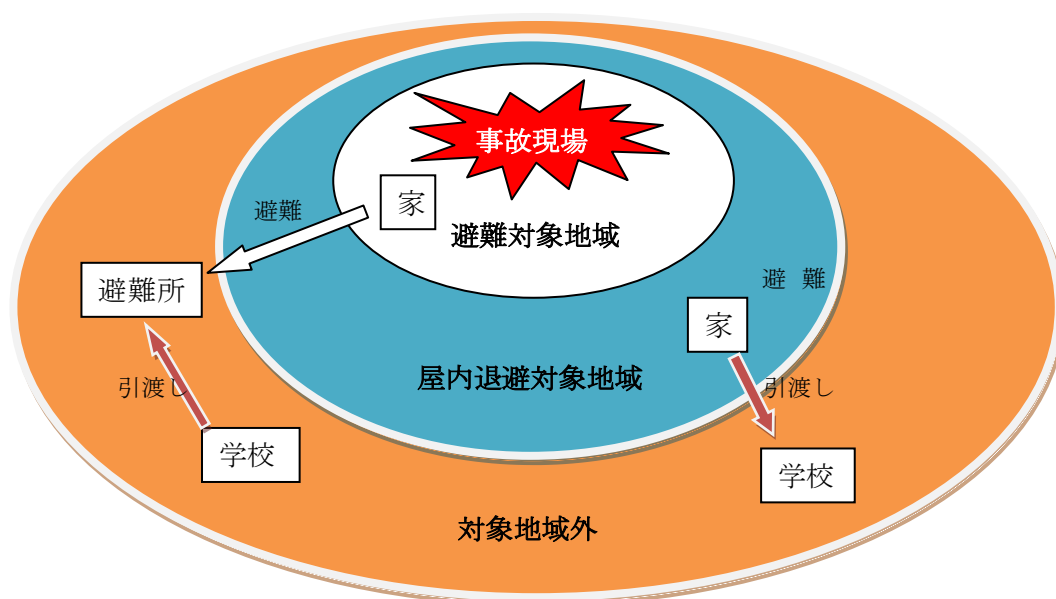 事故現場
家
避難
避難対象地域
避難所
避　難
家
屋内退避対象地域
引渡し
引渡し
学校
学校
対象地域外